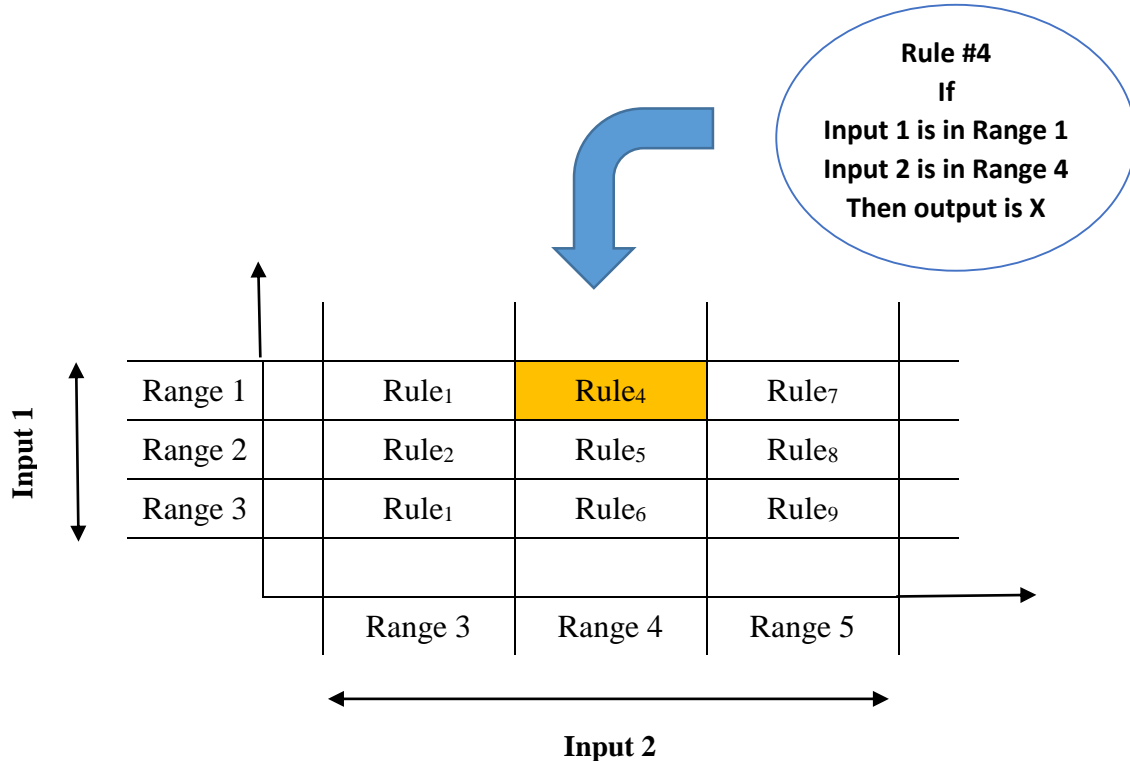 Rule #4
If
Input 1 is in Range 1
Input 2 is in Range 4
Then output is X
Input 1
Range 1 Rule₁ Rule₄ Rule₇
Range 2 Rule₂ Rule₅ Rule₈
Range 3 Rule₁ Rule₆ Rule₉
Range 3 Range 4 Range 5
Input 2